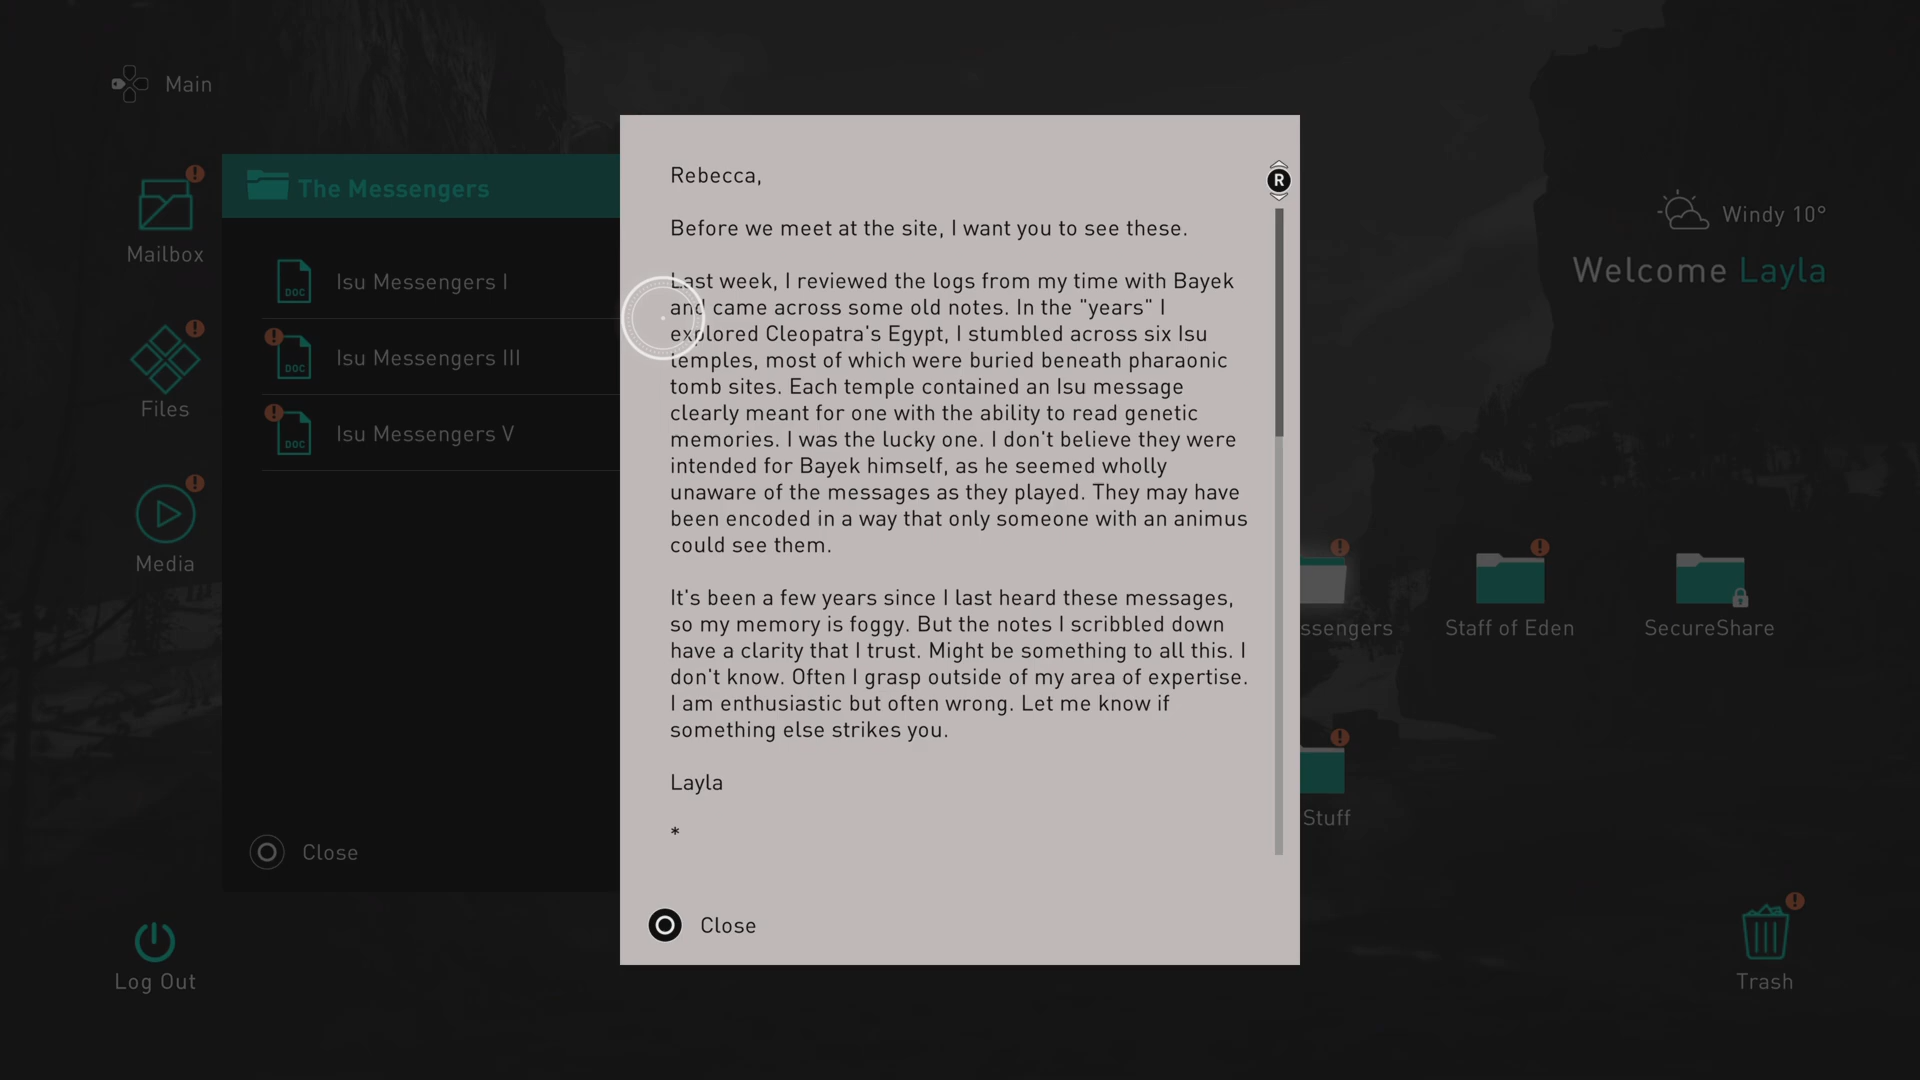 Main
Mailbox
Files
Media
Log Out
The Messengers
DOC
Isu Messengers I
DOC
Isu Messengers III
DOC
Isu Messengers V
Close
Rebecca,
Before we meet at the site, I want you to see these.
Last week, I reviewed the logs from my time with Bayek
and came across some old notes. In the "years" I
explored Cleopatra's Egypt, I stumbled across six Isu
temples, most of which were buried beneath pharaonic
tomb sites. Each temple contained an Isu message
clearly meant for one with the ability to read genetic
memories. I was the lucky one. I don't believe they were
intended for Bayek himself, as he seemed wholly
unaware of the messages as they played. They may have
been encoded in a way that only someone with an animus
could see them.
It's been a few years since I last heard these messages,
so my memory is foggy. But the notes I scribbled down
have a clarity that I trust. Might be something to all this. I
don't know. Often I grasp outside of my area of expertise.
I am enthusiastic but often wrong. Let me know if
something else strikes you.
Layla
*
Close
R
Windy 10°
Welcome Layla
ssengers
Staff of Eden
SecureShare
Stuff
Trash